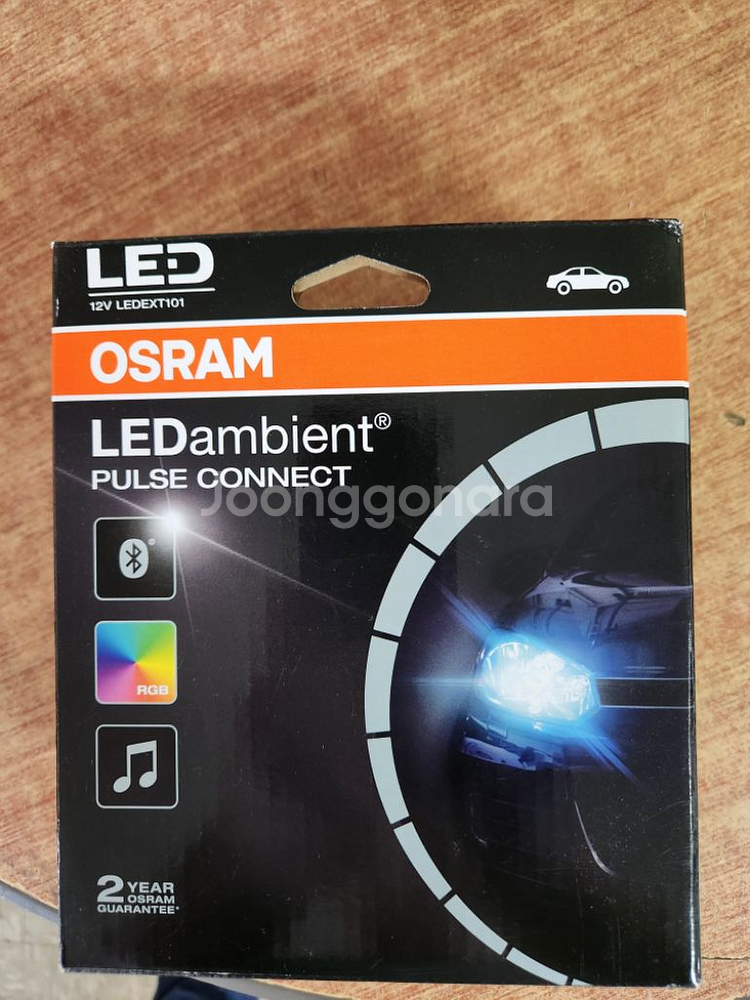 LED
12V LEDEXT101
OSRAM
LEDambient®
PULSE CONNECT
Joonggonara
RGB
2 YEAR
OSRAM
GUARANTEE*